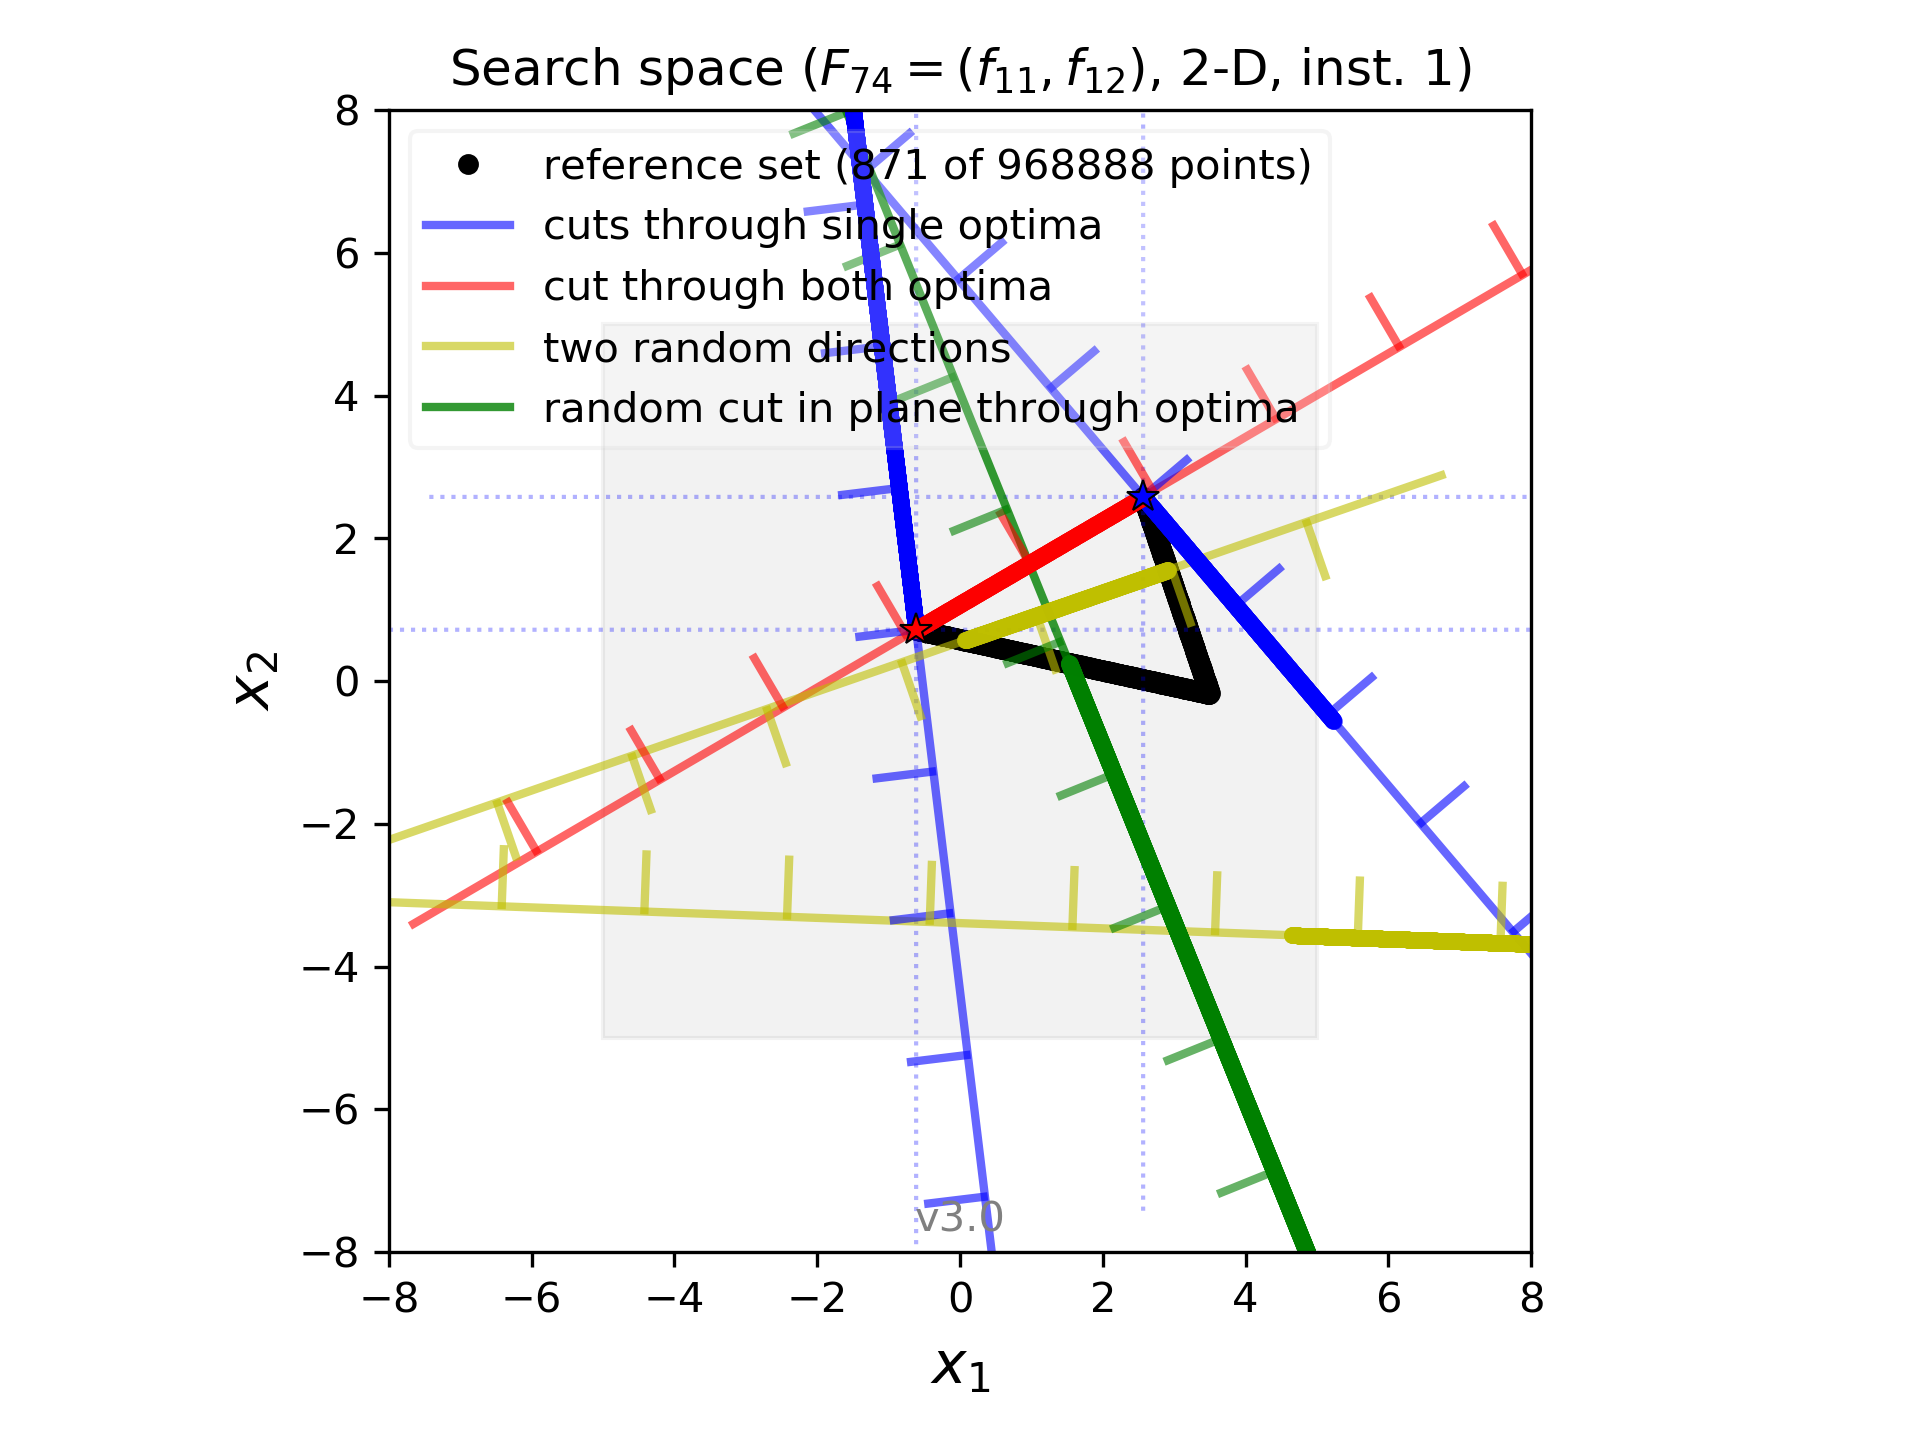 Search space (F74 = (f11, f12), 2-D, inst. 1)
reference set (871 of 968888 points)
cuts through single optima
cut through both optima
two random directions
random cut in plane through optima
8
6
4
2
0
−2
−4
−6
−8
x2
v3.0
−8 −6 −4 −2 0 2 4 6 8
x1